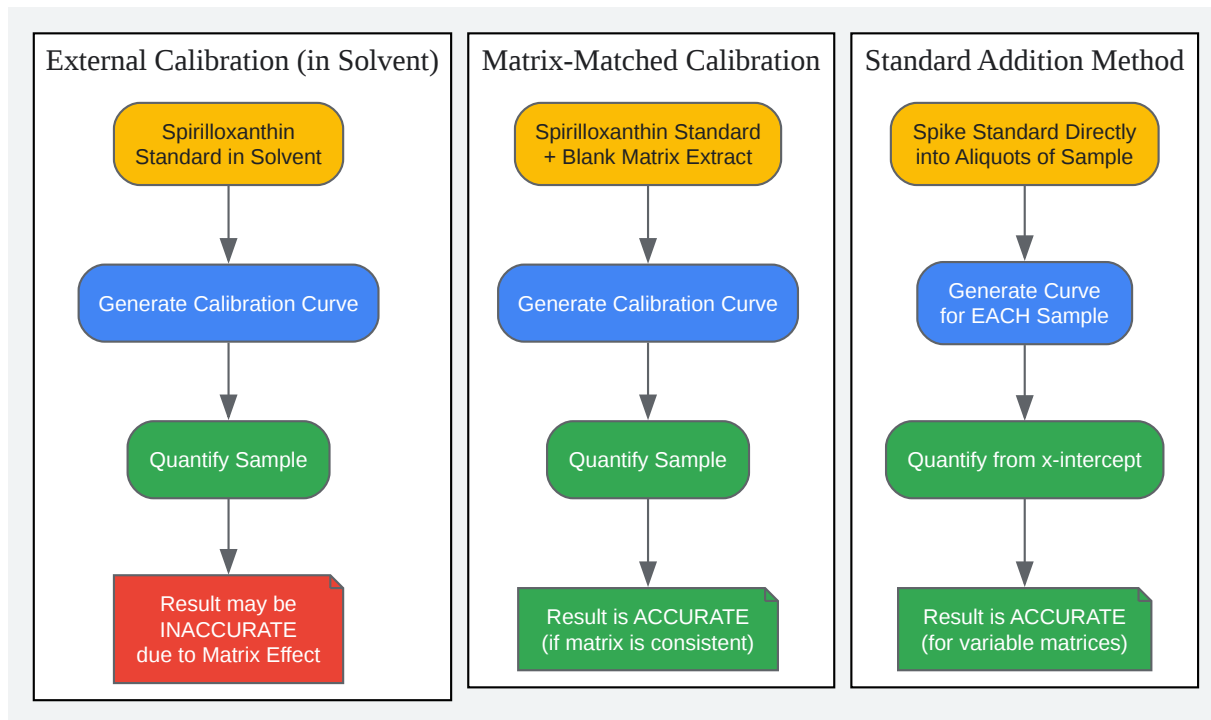 External Calibration (in Solvent)
Spirilloxanthin
Standard in Solvent
Generate Calibration Curve
Quantify Sample
Result may be
INACCURATE
due to Matrix Effect
Matrix-Matched Calibration
Spirilloxanthin Standard
+ Blank Matrix Extract
Generate Calibration Curve
Quantify Sample
Result is ACCURATE
(if matrix is consistent)
Standard Addition Method
Spike Standard Directly
into Aliquots of Sample
Generate Curve
for EACH Sample
Quantify from x-intercept
Result is ACCURATE
(for variable matrices)